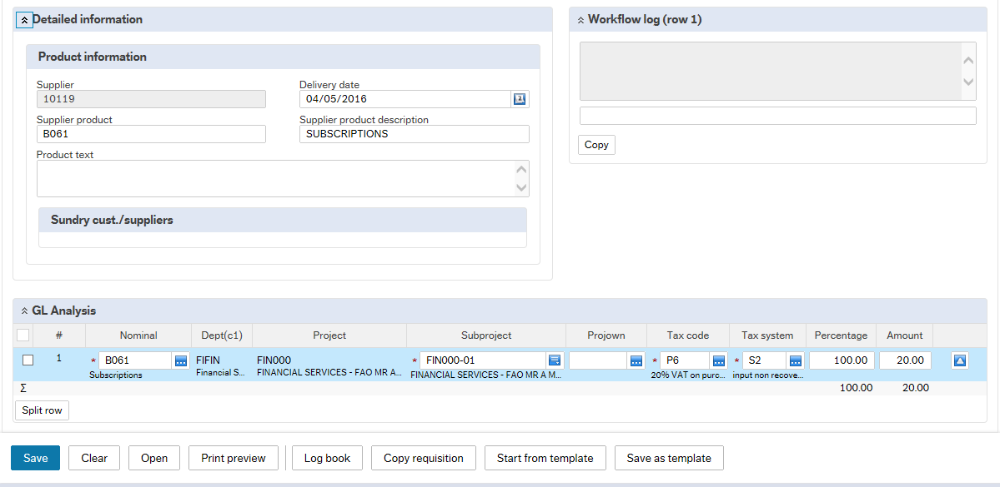 Detailed information
Workflow log (row 1)
Product information
Supplier
Delivery date
10119
04/05/2016
Supplier product
Supplier product description
B061
SUBSCRIPTIONS
Product text
Copy
Sundry cust./suppliers
GL Analysis
# Nominal Dept(c1) Project Subproject Projown Tax code Tax system Percentage Amount
1 * B061 FIFIN FIN000 * FIN000-01 * P6 * S2 100.00 20.00
Subscriptions Financial S... FINANCIAL SERVICES - FAO MR A... FINANCIAL SERVICES - FAO MR A M... 20% VAT on purc... input non recove...
Σ 100.00 20.00
Split row
Save Clear Open Print preview Log book Copy requisition Start from template Save as template